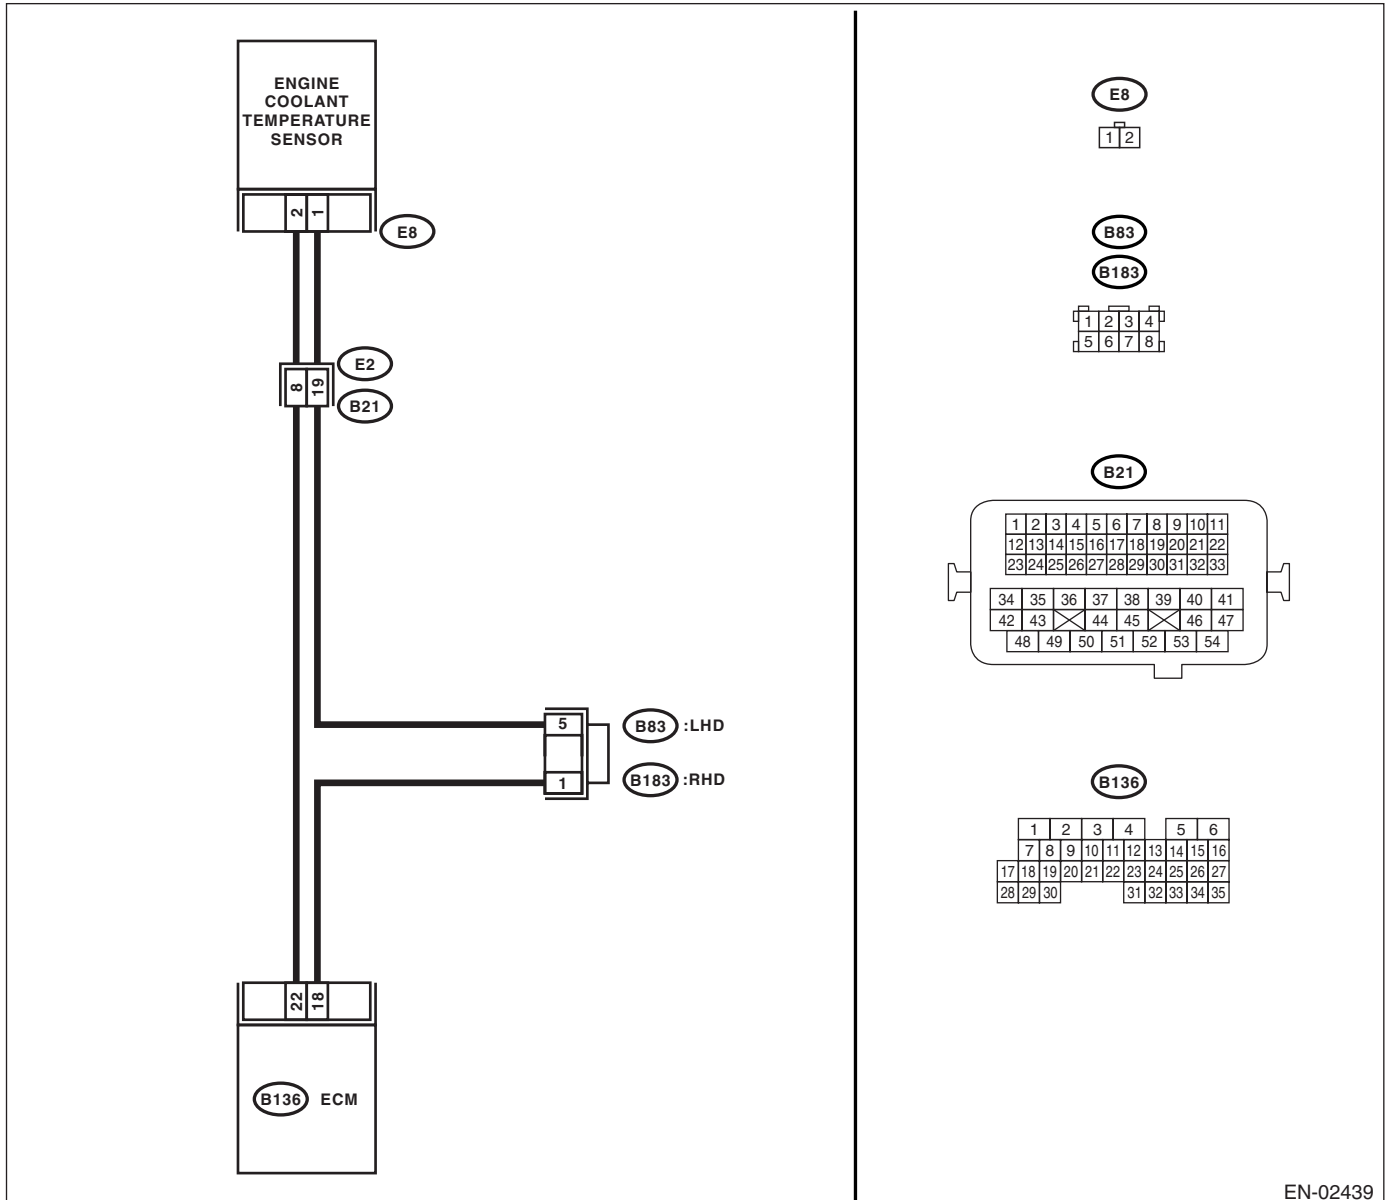 ENGINE
COOLANT
TEMPERATURE
SENSOR
2 1
E8
E2
8 19
B21
5 B83 :LHD
1 B183 :RHD
22 18
B136 ECM
E8
1 2
B83
B183
1 2 3 4
5 6 7 8
B21
1 2 3 4 5 6 7 8 9 10 11
12 13 14 15 16 17 18 19 20 21 22
23 24 25 26 27 28 29 30 31 32 33
34 35 36 37 38 39 40 41
42 43 44 45 46 47
48 49 50 51 52 53 54
B136
1 2 3 4 5 6
7 8 9 10 11 12 13 14 15 16
17 18 19 20 21 22 23 24 25 26 27
28 29 30 31 32 33 34 35
EN-02439